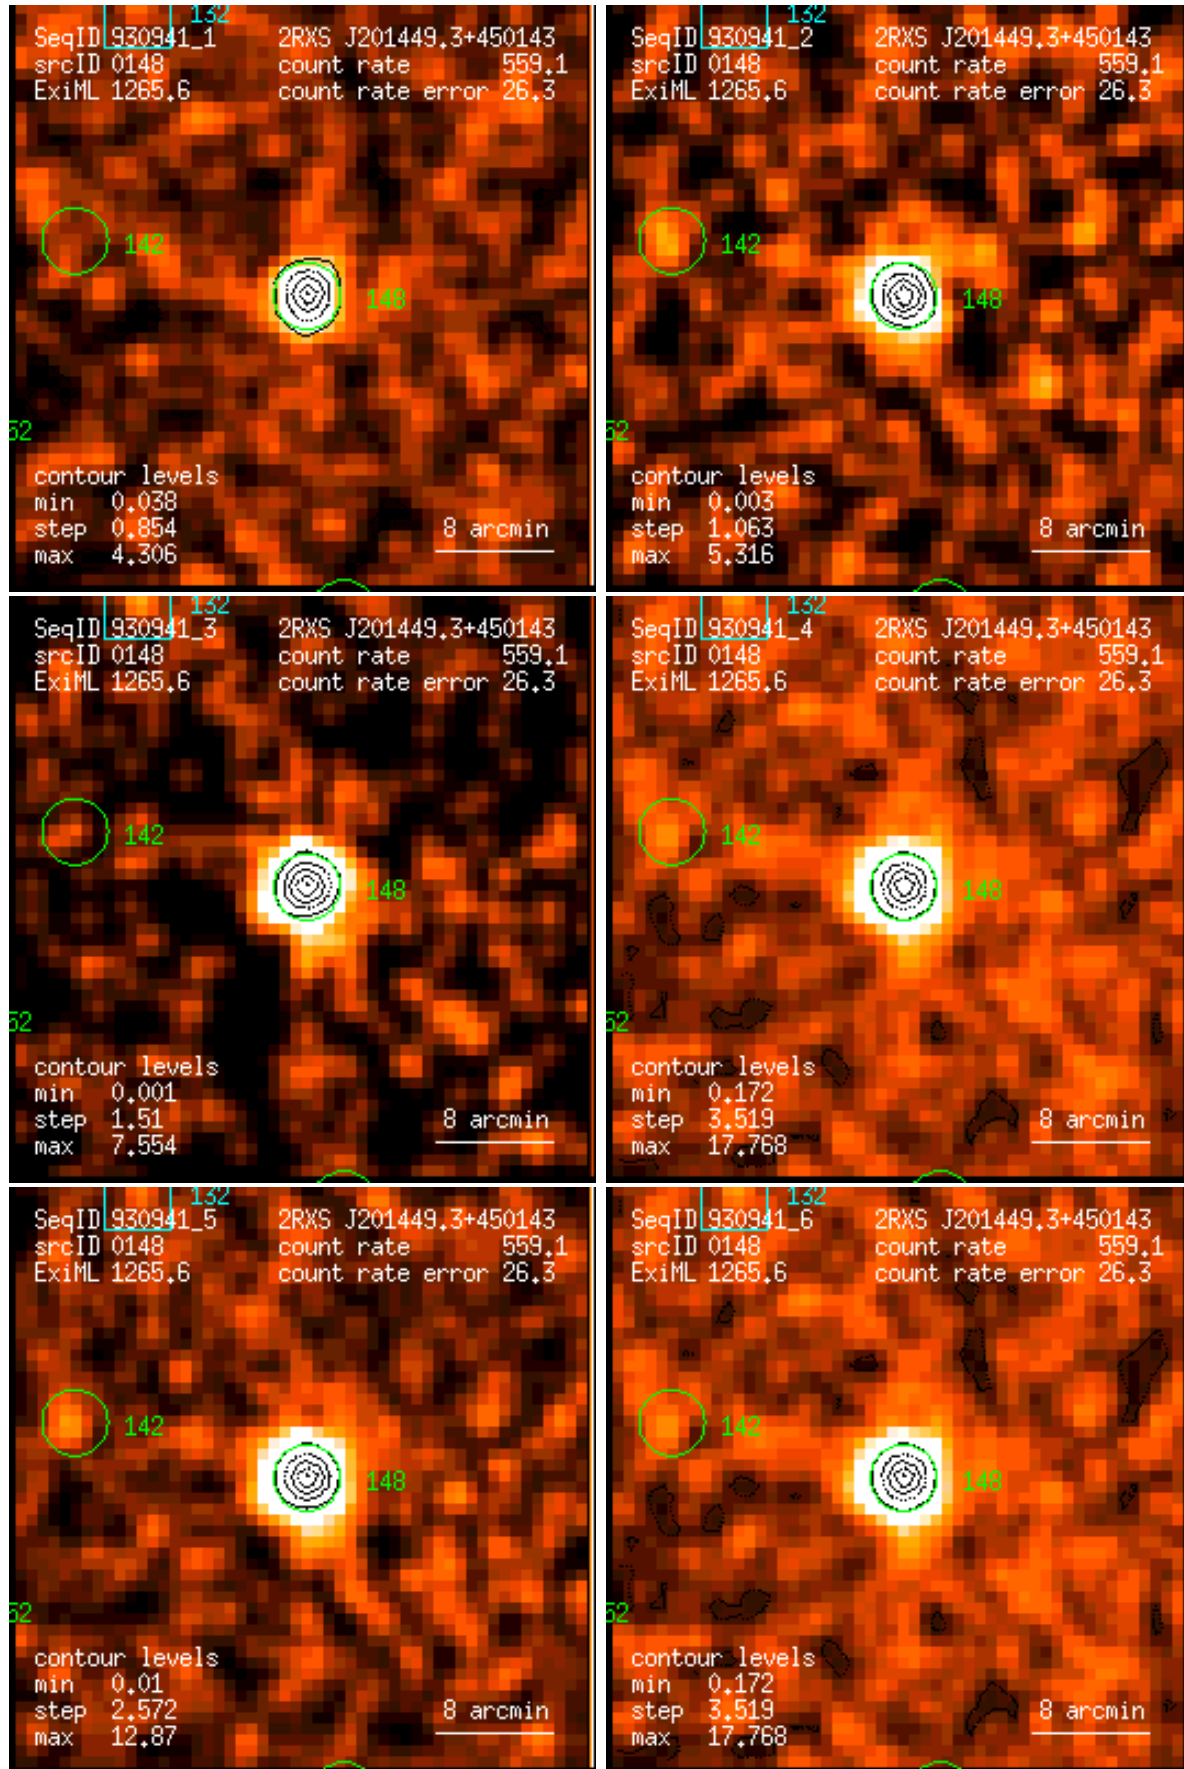 132
SeqID 930941_1 2RXS J201449.3+450143
srcID 0148 count rate 559.1
ExiML 1265.6 count rate error 26.3
142
148
52
contour levels
min 0.038
step 0.854 8 arcmin
max 4.306
132
SeqID 930941_2 2RXS J201449.3+450143
srcID 0148 count rate 559.1
ExiML 1265.6 count rate error 26.3
142
148
52
contour levels
min 0.003
step 1.063 8 arcmin
max 5.316
132
SeqID 930941_3 2RXS J201449.3+450143
srcID 0148 count rate 559.1
ExiML 1265.6 count rate error 26.3
142
148
52
contour levels
min 0.001
step 1.51 8 arcmin
max 7.554
132
SeqID 930941_4 2RXS J201449.3+450143
srcID 0148 count rate 559.1
ExiML 1265.6 count rate error 26.3
142
148
52
contour levels
min 0.172
step 3.519 8 arcmin
max 17.768
132
SeqID 930941_5 2RXS J201449.3+450143
srcID 0148 count rate 559.1
ExiML 1265.6 count rate error 26.3
142
148
52
contour levels
min 0.01
step 2.572 8 arcmin
max 12.87
132
SeqID 930941_6 2RXS J201449.3+450143
srcID 0148 count rate 559.1
ExiML 1265.6 count rate error 26.3
142
148
52
contour levels
min 0.172
step 3.519 8 arcmin
max 17.768